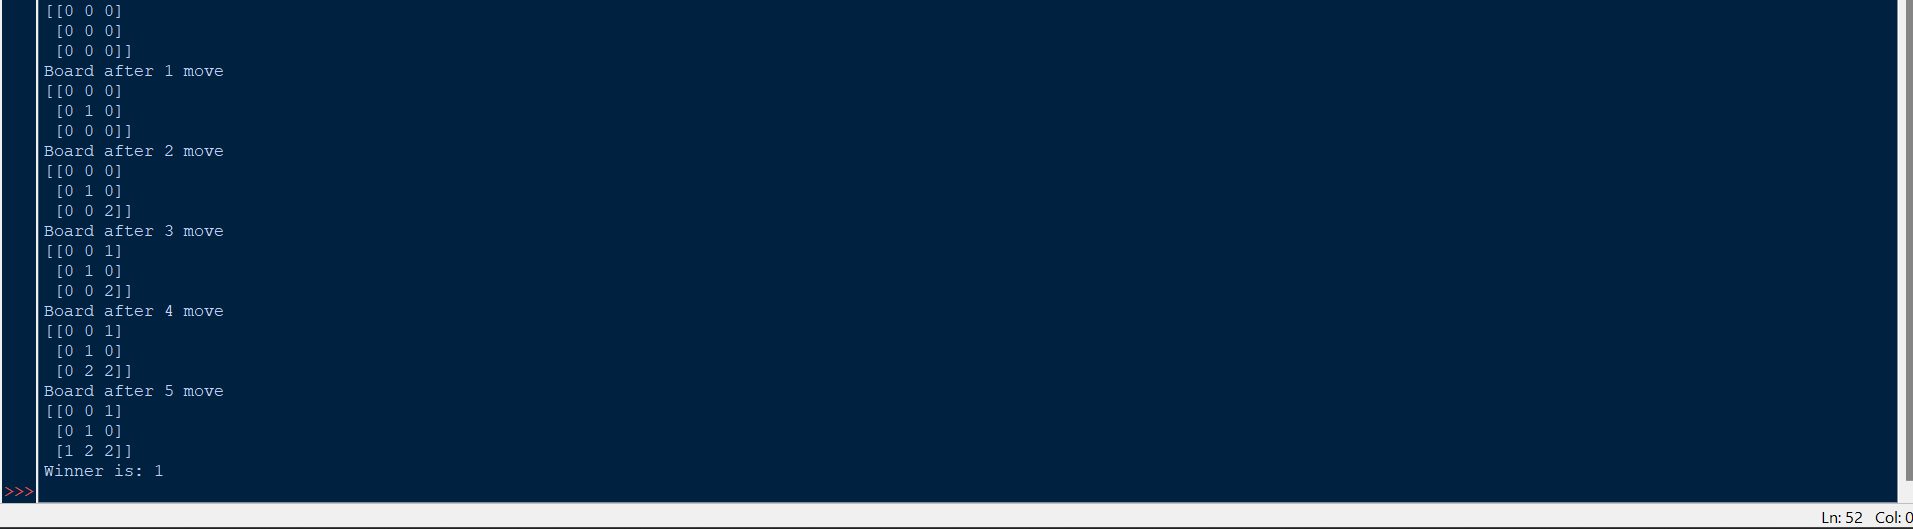 [[0 0 0]
 [0 0 0]
 [0 0 0]]
Board after 1 move
[[0 0 0]
 [0 1 0]
 [0 0 0]]
Board after 2 move
[[0 0 0]
 [0 1 0]
 [0 0 2]]
Board after 3 move
[[0 0 1]
 [0 1 0]
 [0 0 2]]
Board after 4 move
[[0 0 1]
 [0 1 0]
 [0 2 2]]
Board after 5 move
[[0 0 1]
 [0 1 0]
 [1 2 2]]
Winner is: 1
>>>
Ln: 52 Col: 0